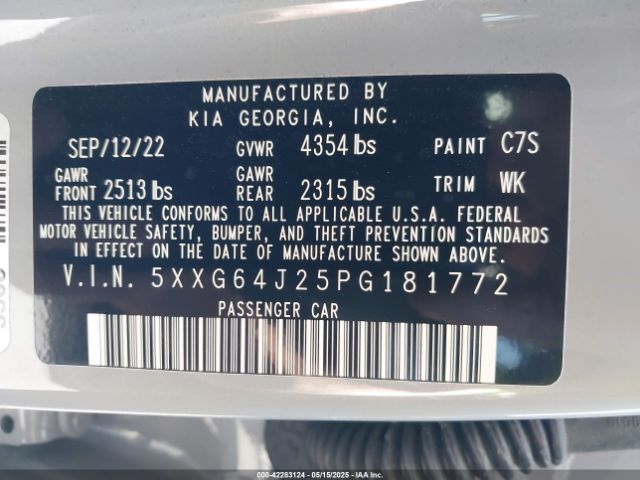 MANUFACTURED BY
KIA GEORGIA, INC.
SEP/12/22 GVWR 4354 lbs PAINT C7S
GAWR FRONT 2513 lbs GAWR REAR 2315 lbs TRIM WK
THIS VEHICLE CONFORMS TO ALL APPLICABLE U.S.A. FEDERAL
MOTOR VEHICLE SAFETY, BUMPER, AND THEFT PREVENTION STANDARDS
IN EFFECT ON THE DATE OF MANUFACTURE SHOWN ABOVE.
V.I.N. 5XXG64J25PG181772
PASSENGER CAR
000-42283124 - 05/15/2025 - IAA Inc.